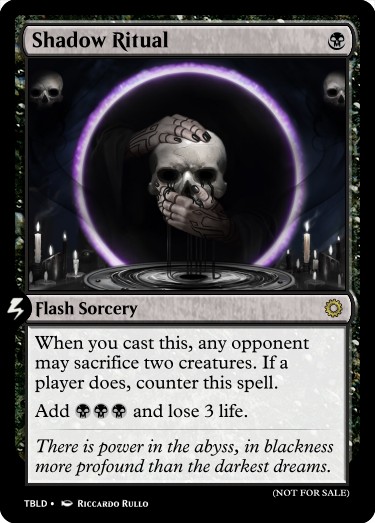 Shadow Ritual
Flash Sorcery
When you cast this, any opponent
may sacrifice two creatures. If a
player does, counter this spell.
Add and lose 3 life.
There is power in the abyss, in blackness
more profound than the darkest dreams.
(NOT FOR SALE)
TBLD • Riccardo Rullo